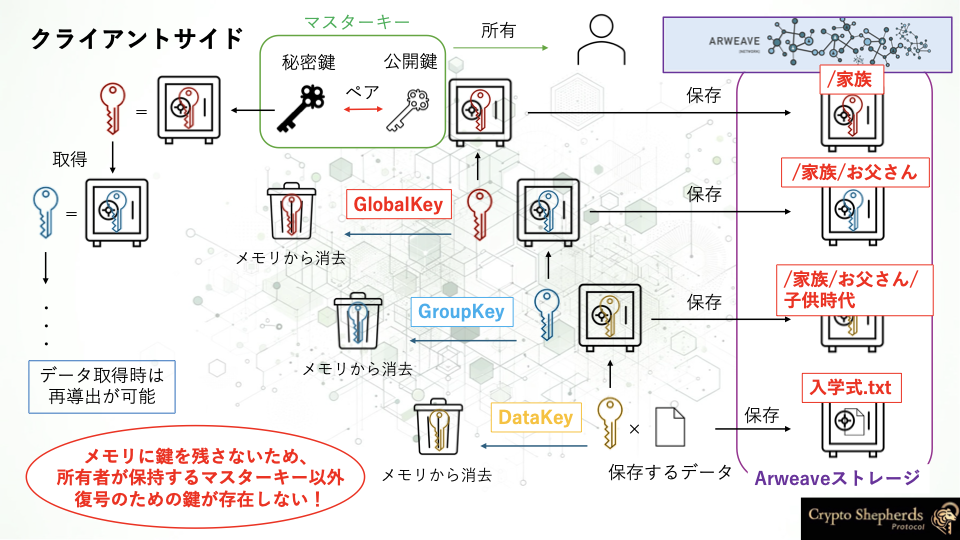 クライアントサイド
マスターキー
秘密鍵
公開鍵
ペア
所有
ARWEAVE
/家族
保存
=
取得
/家族/お父さん
保存
=
GlobalKey
メモリから消去
/家族/お父さん/
子供時代
保存
GroupKey
メモリから消去
・
・
・
データ取得時は
再導出が可能
入学式.txt
保存
DataKey
×
メモリから消去
保存するデータ
Arweaveストレージ
メモリに鍵を残さないため、
所有者が保持するマスターキー以外
復号のための鍵が存在しない！
Crypto Shepherds
Protocol